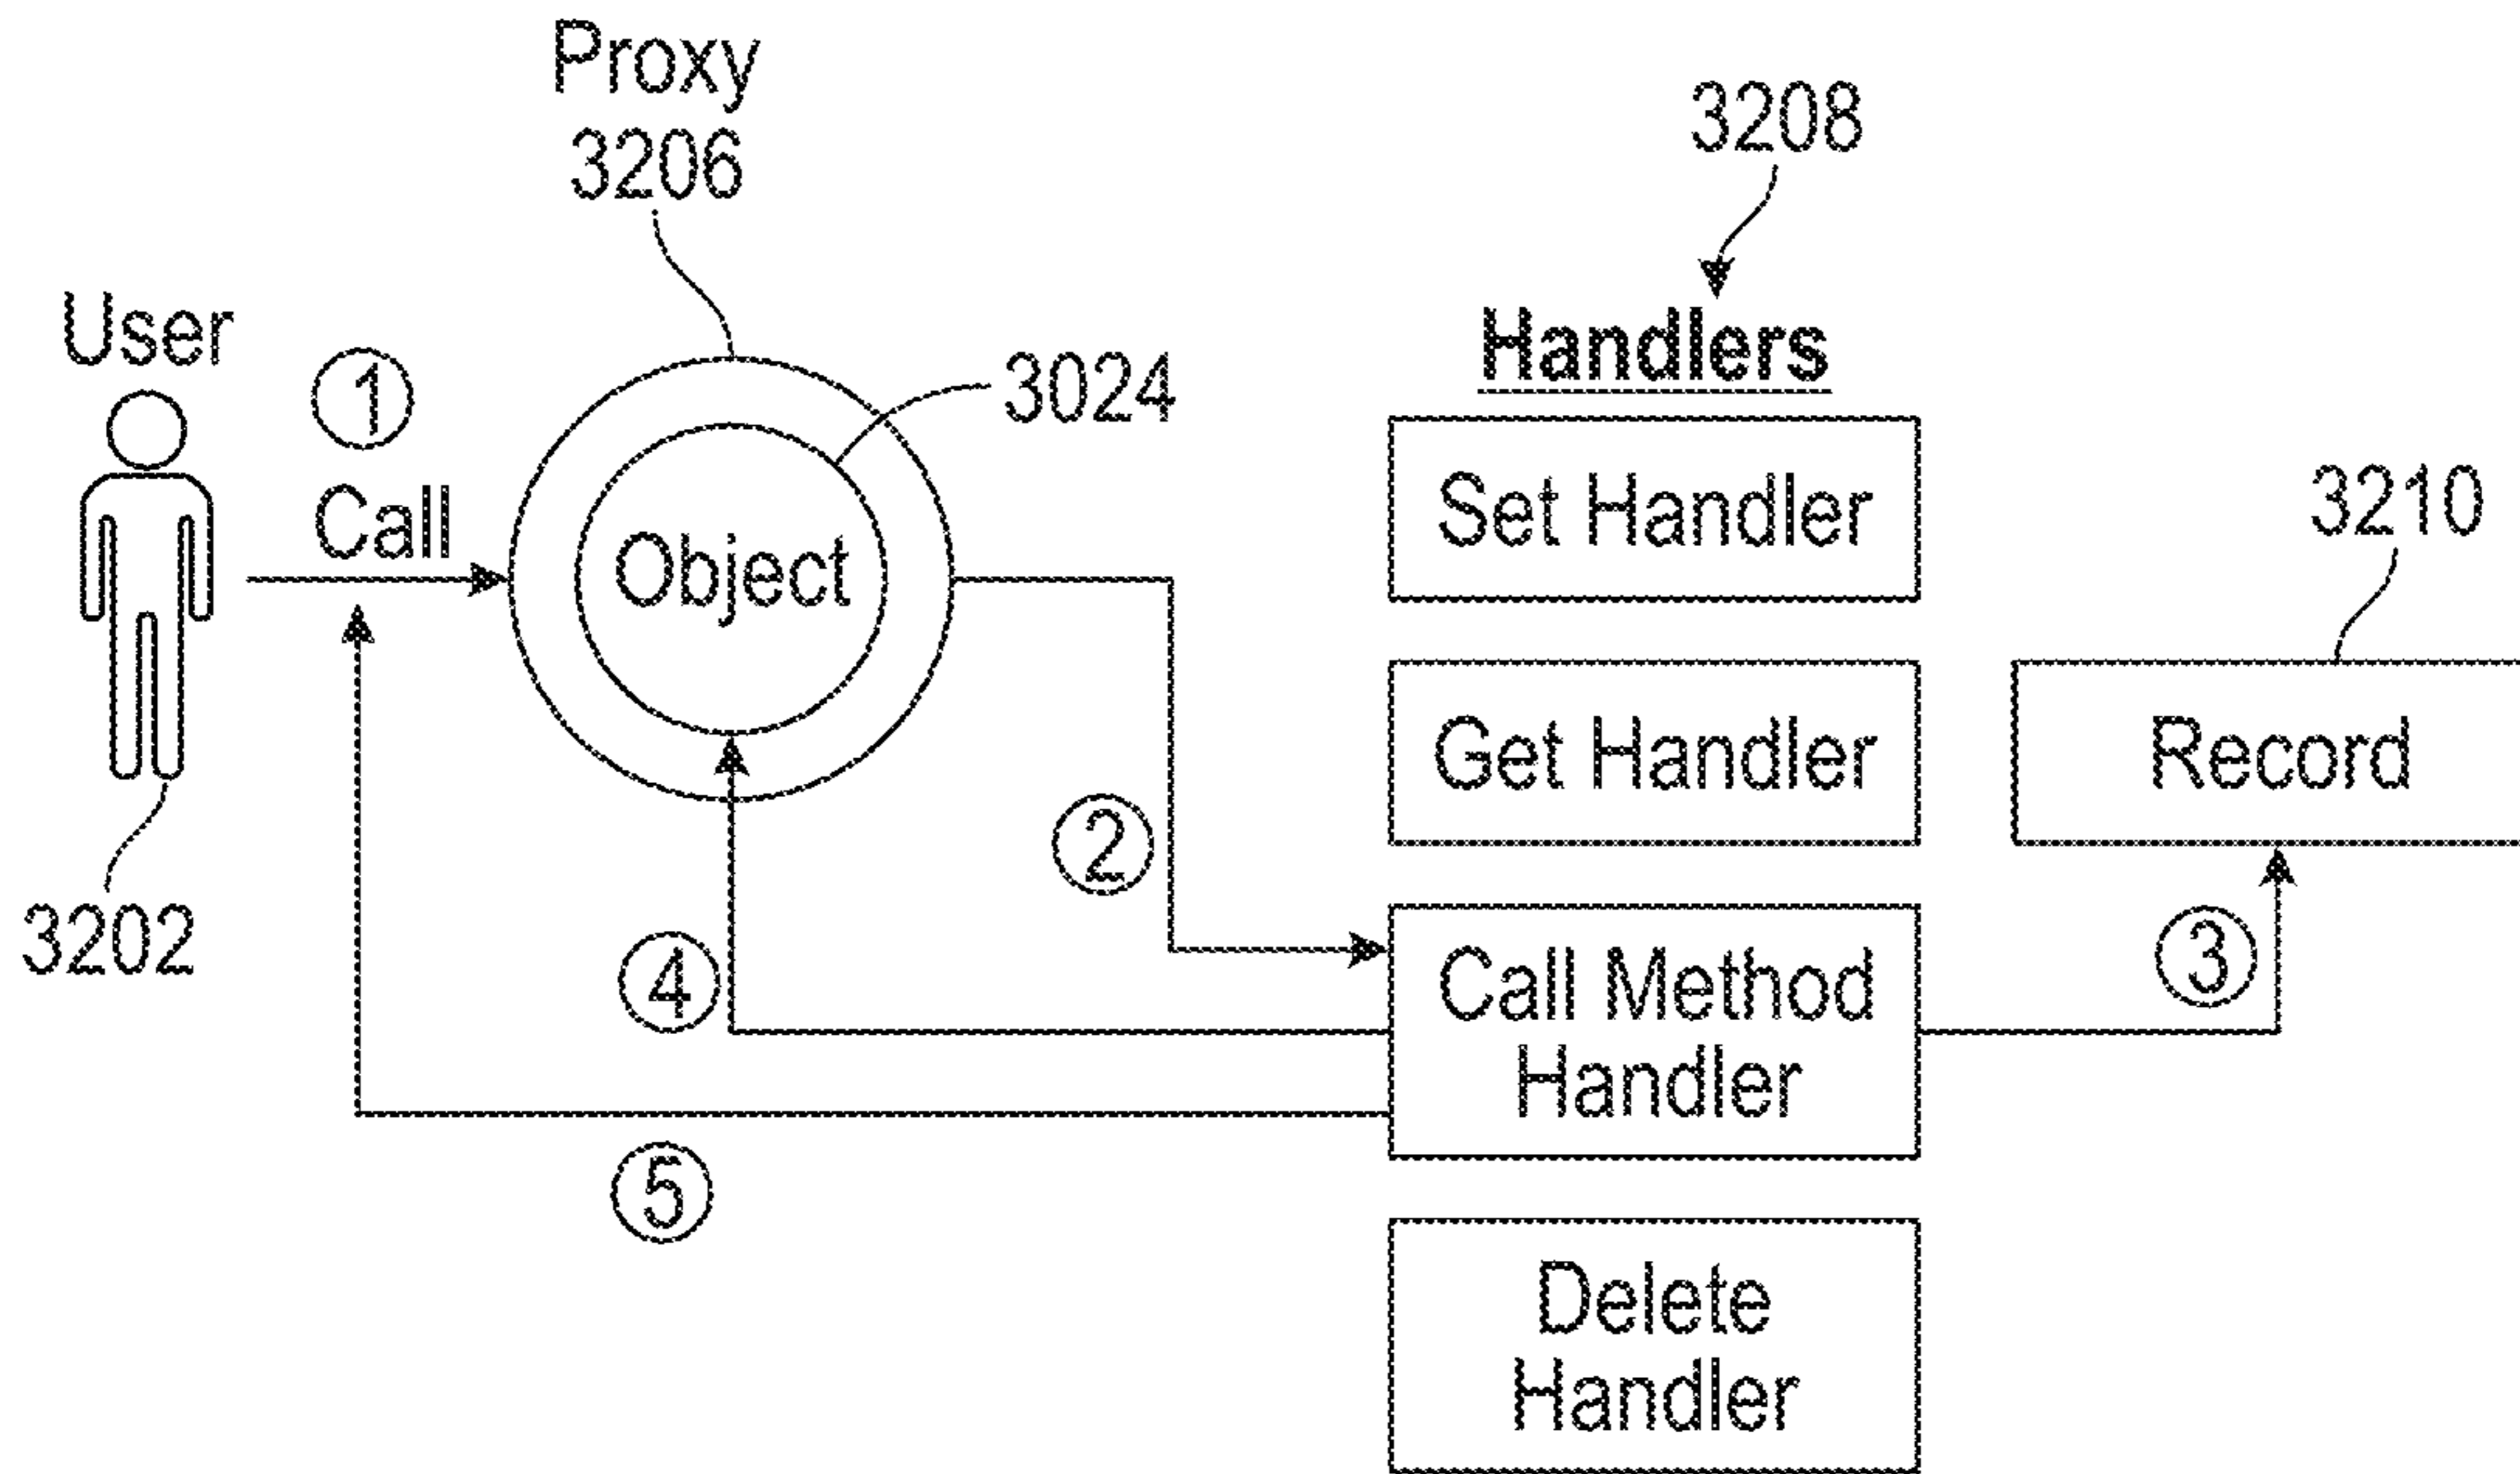 Proxy
3206
3208
User
1
Call
3024
Object
Handlers
Set Handler
3210
Get Handler
Record
2
3202
4
Call Method
Handler
3
5
Delete
Handler